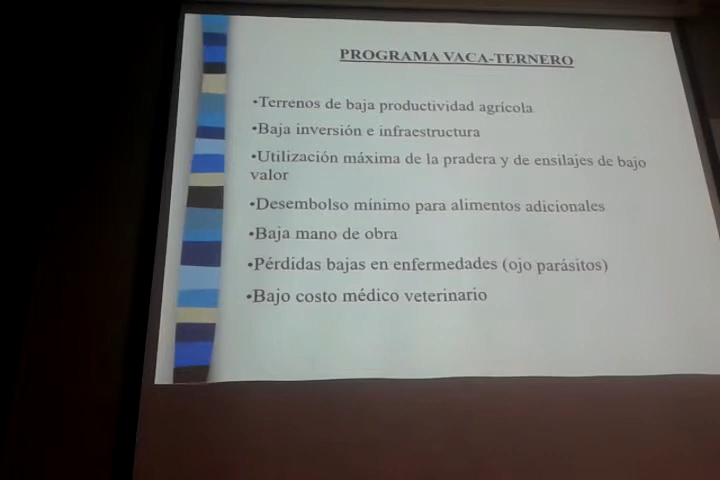 PROGRAMA VACA-TERNERO
•Terrenos de baja productividad agrícola
•Baja inversión e infraestructura
•Utilización máxima de la pradera y de ensilajes de bajo
valor
•Desembolso mínimo para alimentos adicionales
•Baja mano de obra
•Pérdidas bajas en enfermedades (ojo parásitos)
•Bajo costo médico veterinario